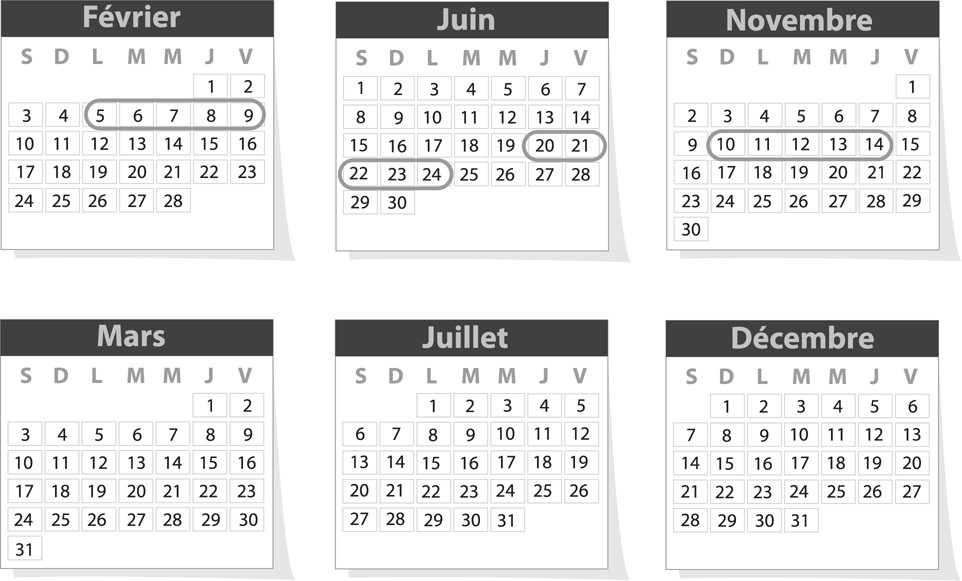 Février
S D L M M J V
1 2
3 4 5 6 7 8 9
10 11 12 13 14 15 16
17 18 19 20 21 22 23
24 25 26 27 28
Juin
S D L M M J V
1 2 3 4 5 6 7
8 9 10 11 12 13 14
15 16 17 18 19 20 21
22 23 24 25 26 27 28
29 30
Novembre
S D L M M J V
1
2 3 4 5 6 7 8
9 10 11 12 13 14 15
16 17 18 19 20 21 22
23 24 25 26 27 28 29
30
Mars
S D L M M J V
1 2
3 4 5 6 7 8 9
10 11 12 13 14 15 16
17 18 19 20 21 22 23
24 25 26 27 28 29 30
31
Juillet
S D L M M J V
1 2 3 4 5
6 7 8 9 10 11 12
13 14 15 16 17 18 19
20 21 22 23 24 25 26
27 28 29 30 31
Décembre
S D L M M J V
1 2 3 4 5 6
7 8 9 10 11 12 13
14 15 16 17 18 19 20
21 22 23 24 25 26 27
28 29 30 31